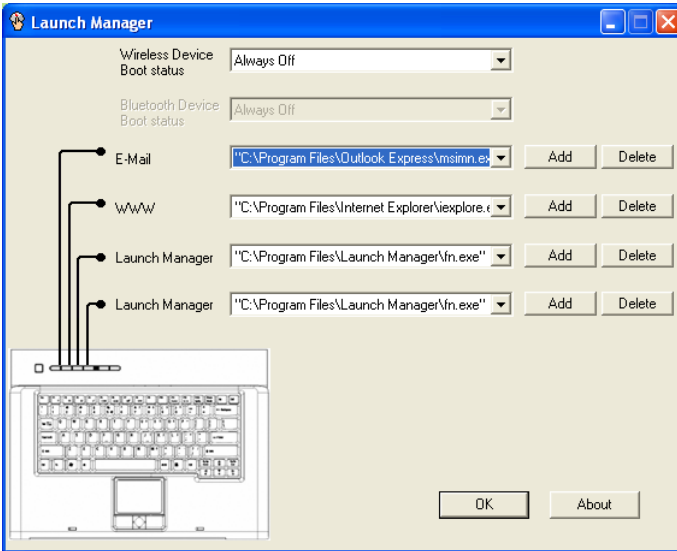 Launch Manager
Wireless Device
Boot status
Always Off
Bluetooth Device
Boot status
Always Off
E-Mail
"C:\Program Files\Outlook Express\msimn.ex
Add
Delete
WWW
"C:\Program Files\Internet Explorer\iexplore.e
Add
Delete
Launch Manager
"C:\Program Files\Launch Manager\fn.exe"
Add
Delete
Launch Manager
"C:\Program Files\Launch Manager\fn.exe"
Add
Delete
OK
About